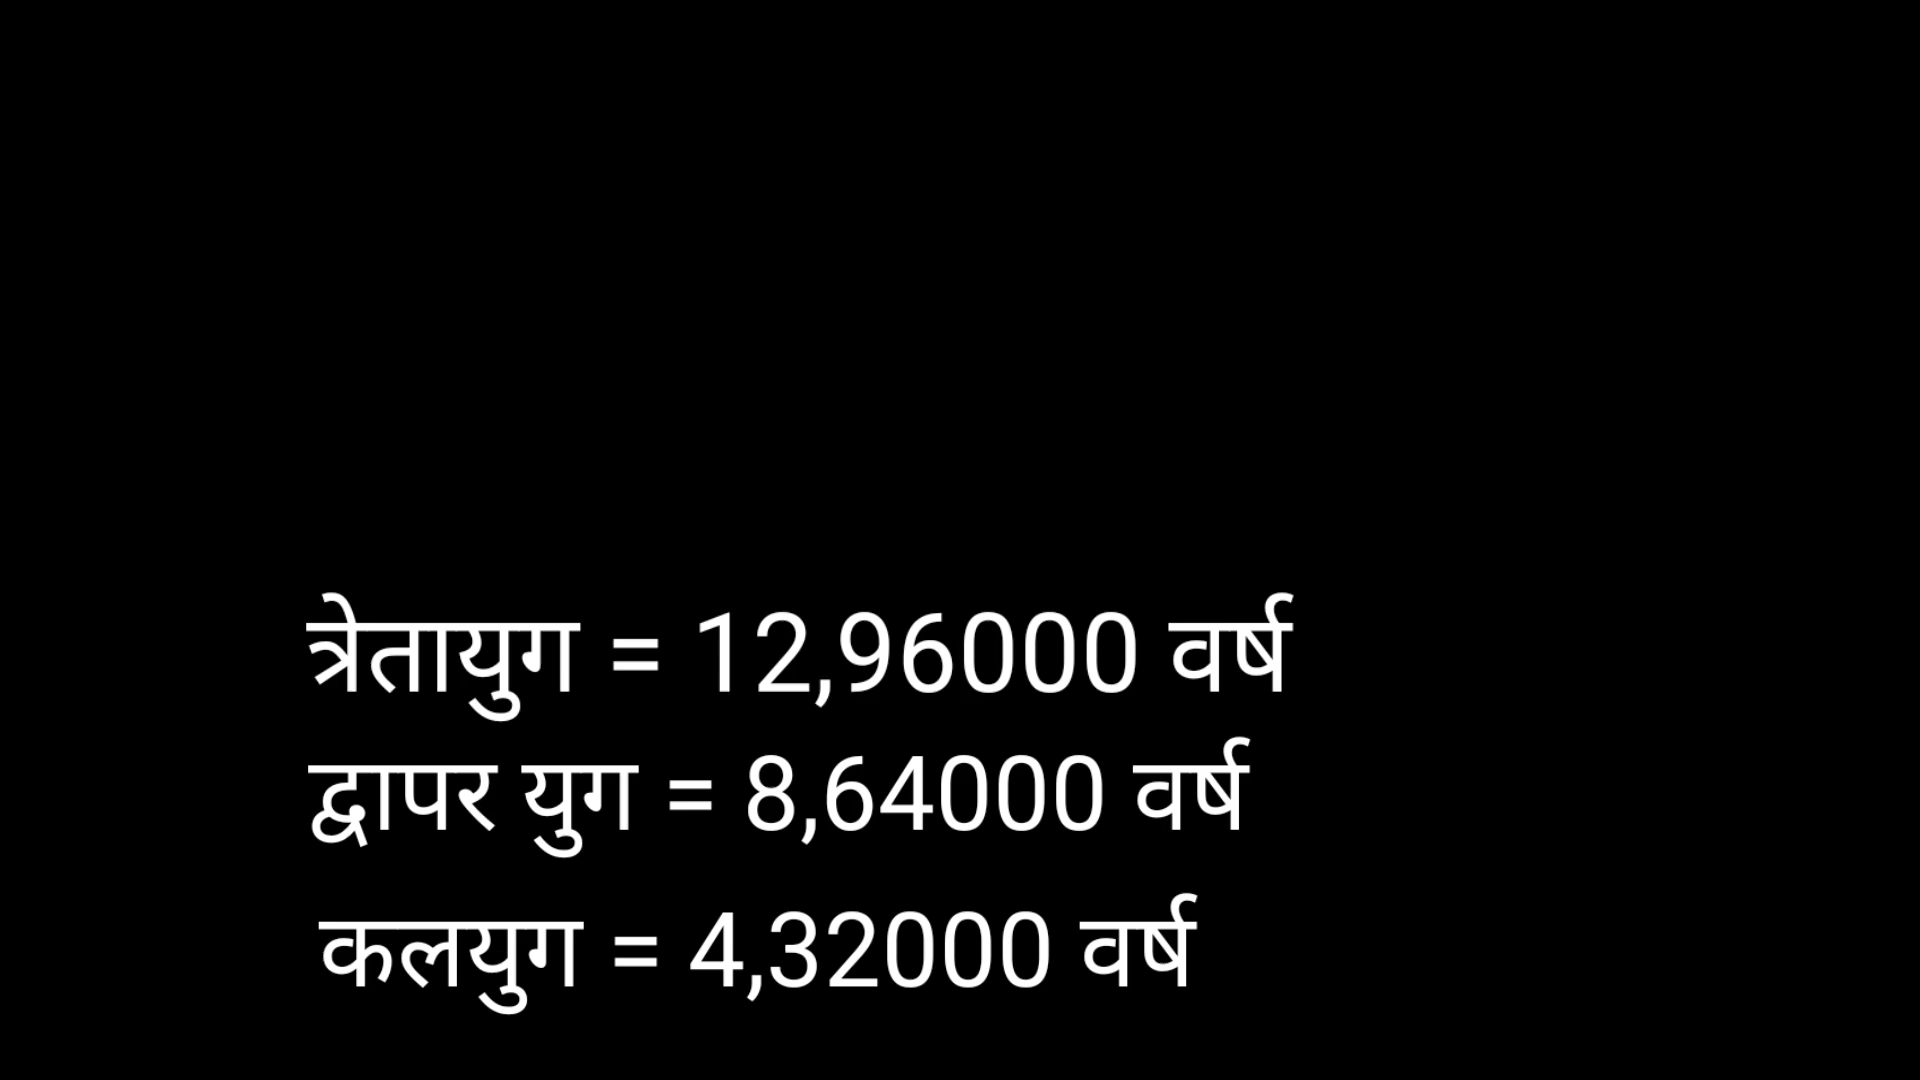 त्रेतायुग = 12,96000 वर्ष
द्वापर युग = 8,64000 वर्ष
कलयुग = 4,32000 वर्ष